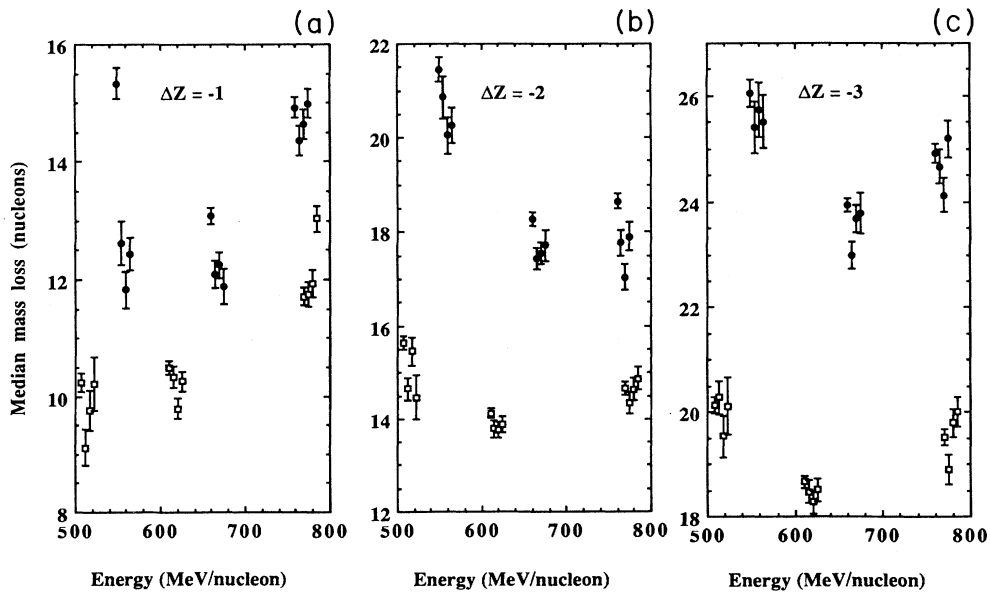 (a) (b) (c)
16 22
ΔZ = -1 ΔZ = -2 ΔZ = -3
26
14 20
24
18
12
22
16
10 20
14
8 12 18
500 600 700 800 500 600 700 800 500 600 700 800
Median mass loss (nucleons)
Energy (MeV/nucleon) Energy (MeV/nucleon) Energy (MeV/nucleon)